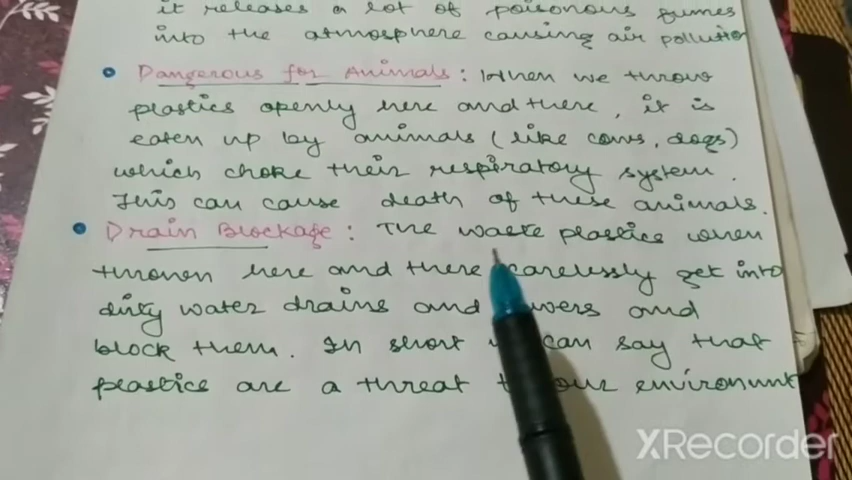 it releases a lot of poisonous fumes
into the atmosphere causing air pollution
• Dangerous for Animals : When we throw
plastics openly here and there, it is
eaten up by animals (like cows, dogs)
which choke their respiratory system.
This can cause death of these animals.
• Drain Blockage : The waste plastics when
thrown here and there carelessly get into
dirty water drains and
block them. In short can say that
plastics are a threat our environmnt
XRecorder